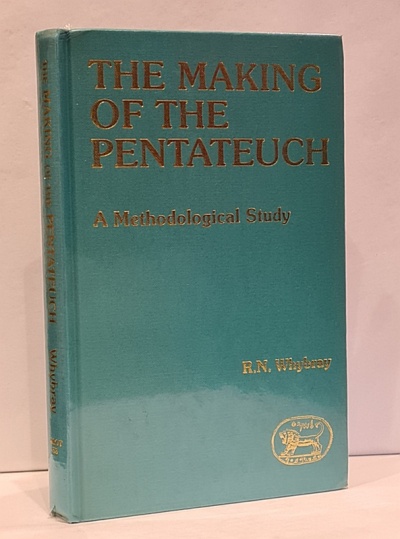 THE MAKING
OF THE
PENTATEUCH
A Methodological Study
R.N. Whybray
THE MAKING OF THE PENTATEUCH
Whybray